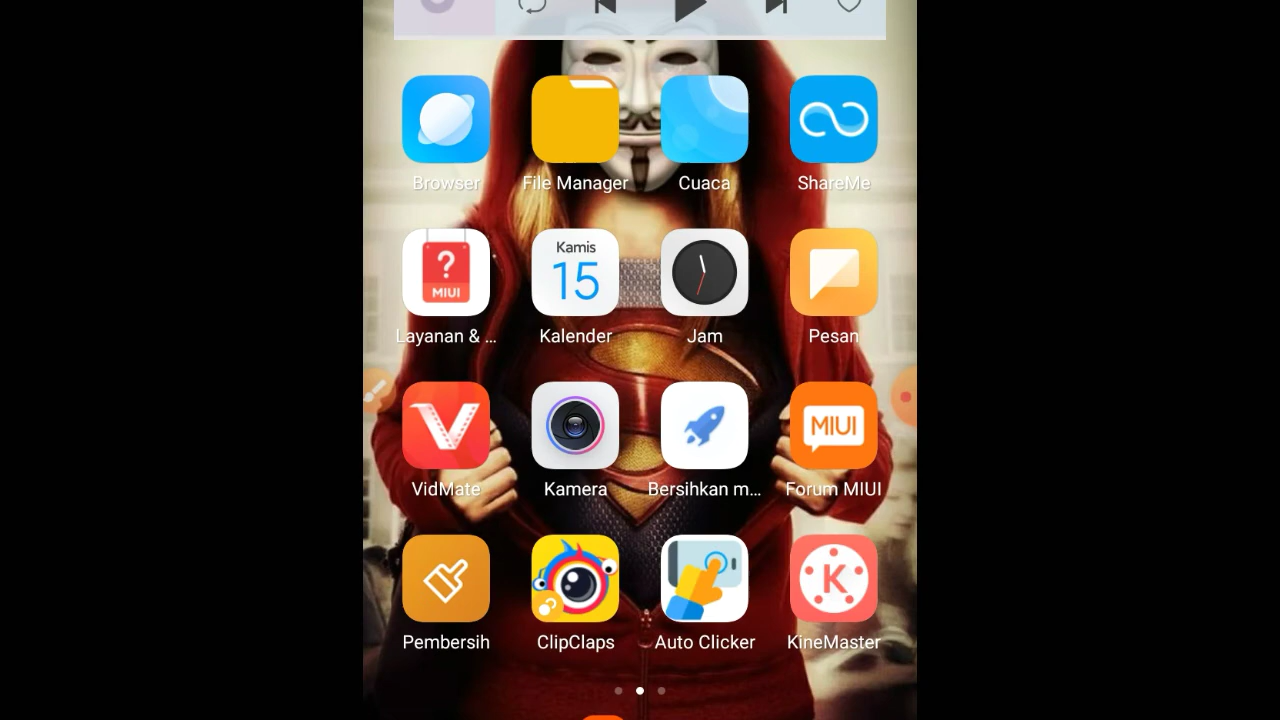 Browser
File Manager
Cuaca
ShareMe
?
MIUI
Kamis
15
Layanan & ...
Kalender
Jam
Pesan
MIUI
VidMate
Kamera
Bersihkan m...
Forum MIUI
K
Pembersih
ClipClaps
Auto Clicker
KineMaster